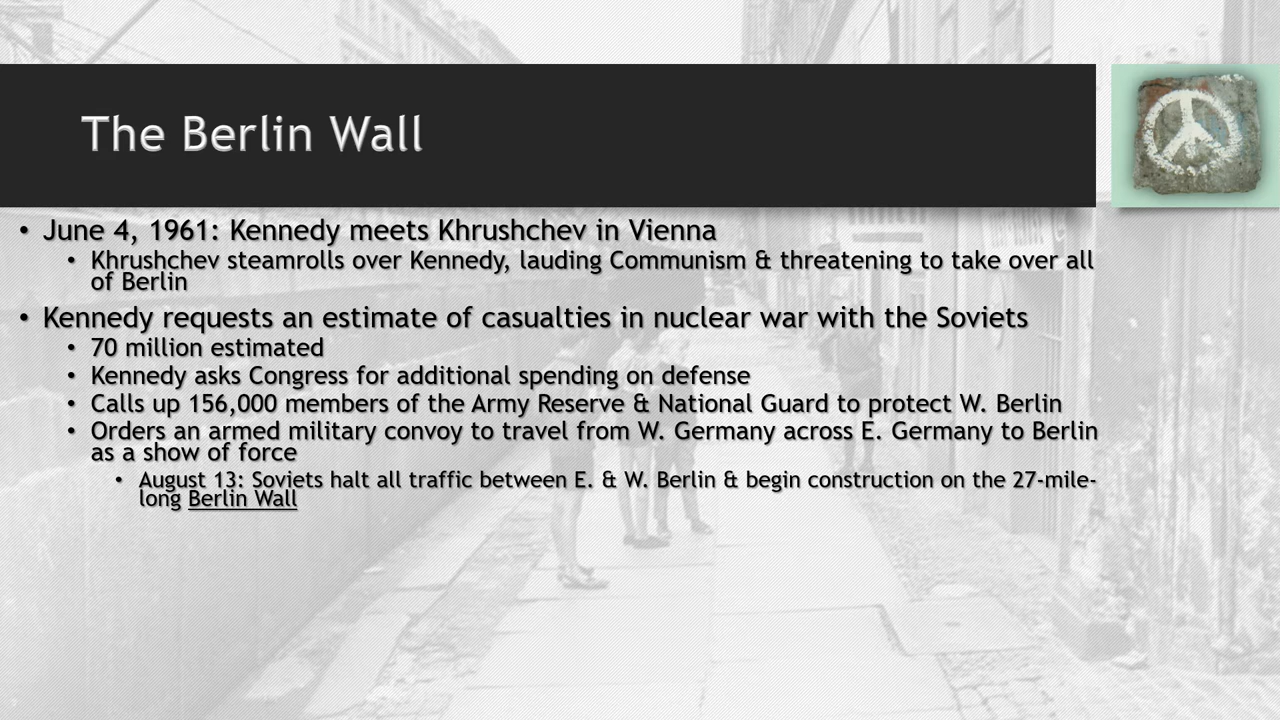 The Berlin Wall
• June 4, 1961: Kennedy meets Khrushchev in Vienna
• Khrushchev steamrolls over Kennedy, lauding Communism & threatening to take over all
of Berlin
• Kennedy requests an estimate of casualties in nuclear war with the Soviets
• 70 million estimated
• Kennedy asks Congress for additional spending on defense
• Calls up 156,000 members of the Army Reserve & National Guard to protect W. Berlin
• Orders an armed military convoy to travel from W. Germany across E. Germany to Berlin
as a show of force
• August 13: Soviets halt all traffic between E. & W. Berlin & begin construction on the 27-mile-
long Berlin Wall